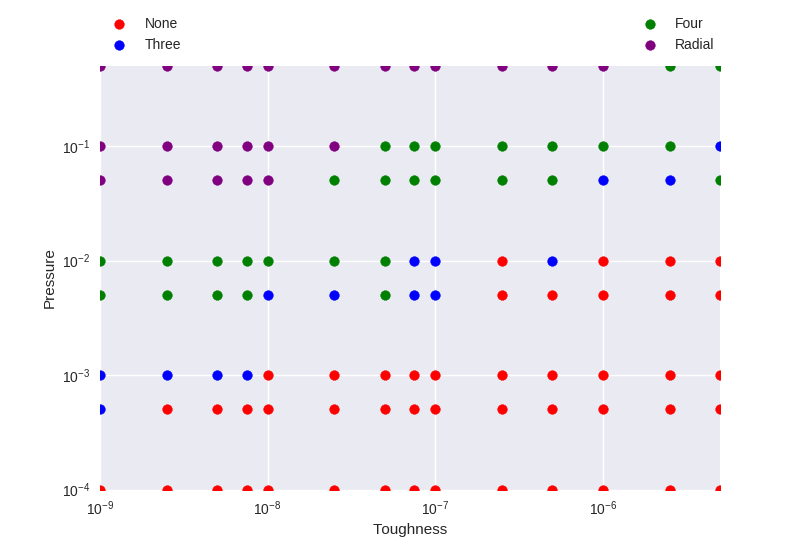 None Four
Three Radial
10⁻¹
10⁻²
10⁻³
10⁻⁴
Pressure
10⁻⁹ 10⁻⁸ 10⁻⁷ 10⁻⁶
Toughness